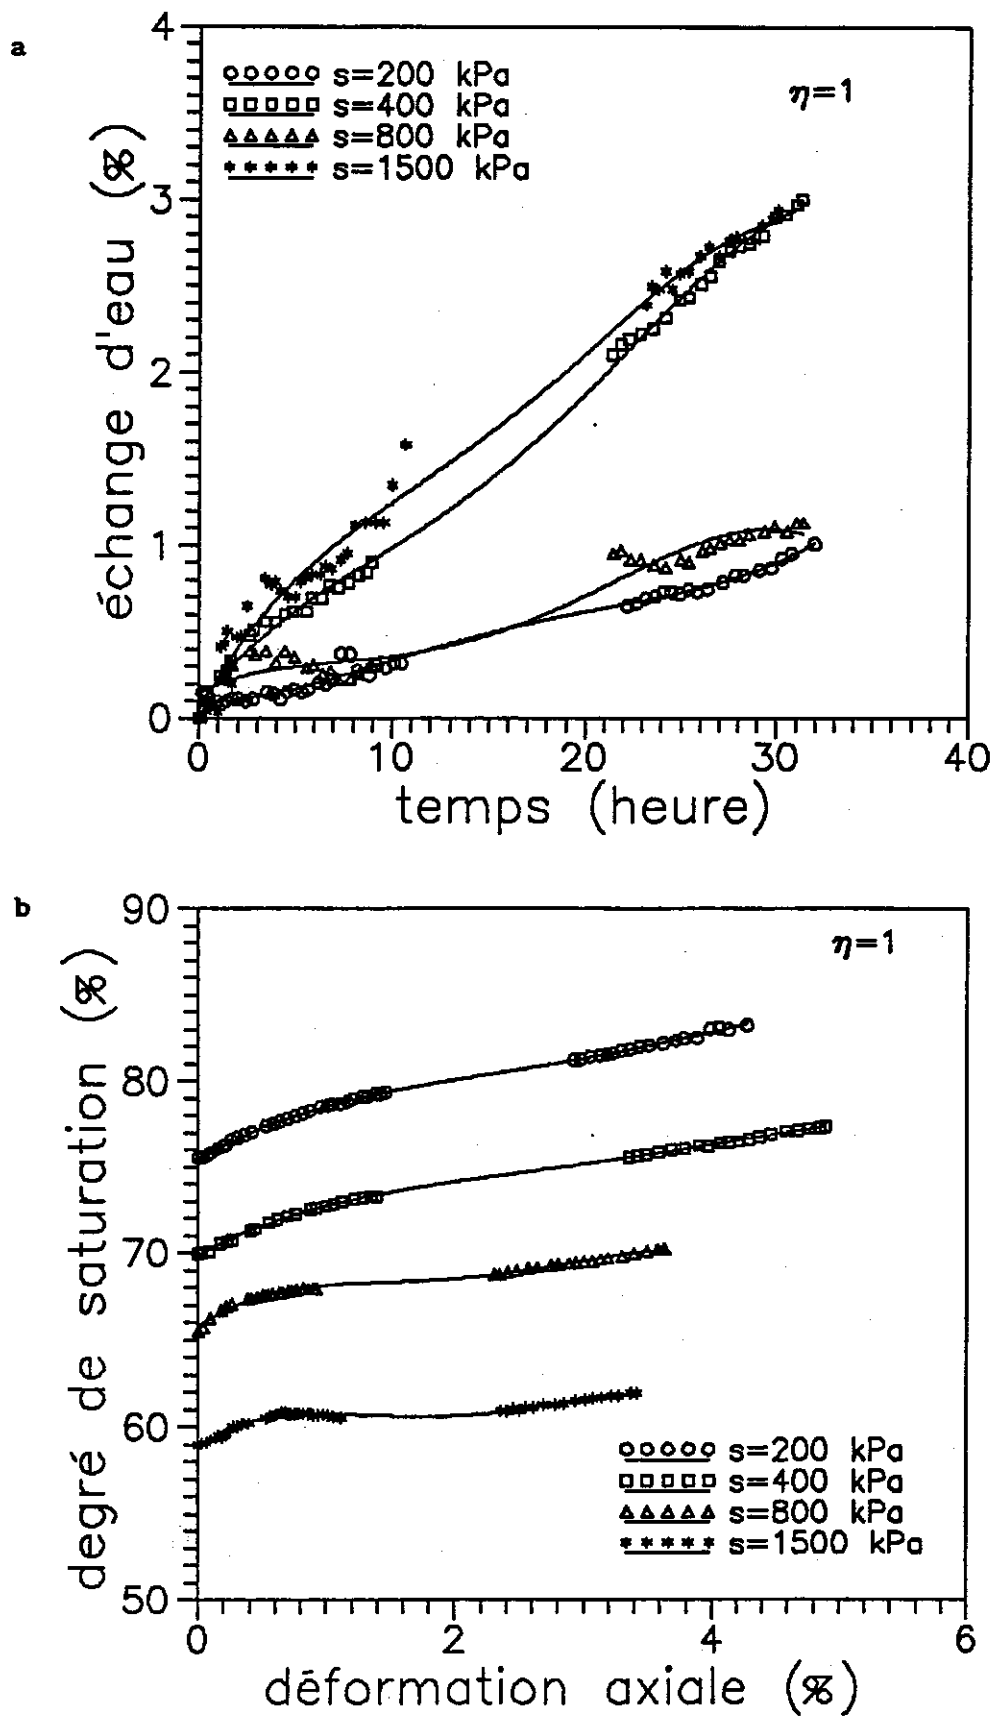 a
4
3
2
1
0
échange d'eau (%)
s=200 kPa
s=400 kPa
s=800 kPa
s=1500 kPa
η=1
0 10 20 30 40
temps (heure)
b
90
80
70
60
50
degré de saturation (%)
η=1
s=200 kPa
s=400 kPa
s=800 kPa
s=1500 kPa
0 2 4 6
déformation axiale (%)